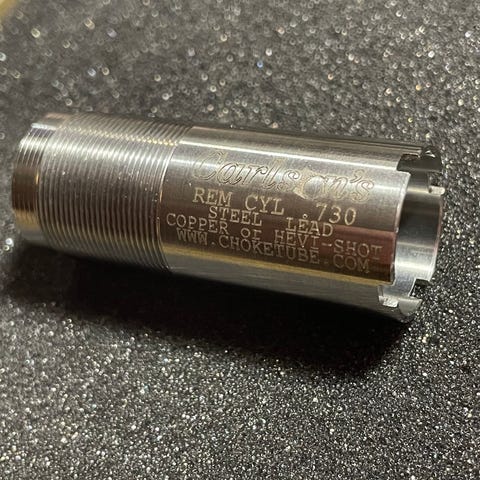 Carlson's
REM CYL .730
STEEL LEAD
COPPER or HEVI-SHOT
WWW.CHOKETUBE.COM